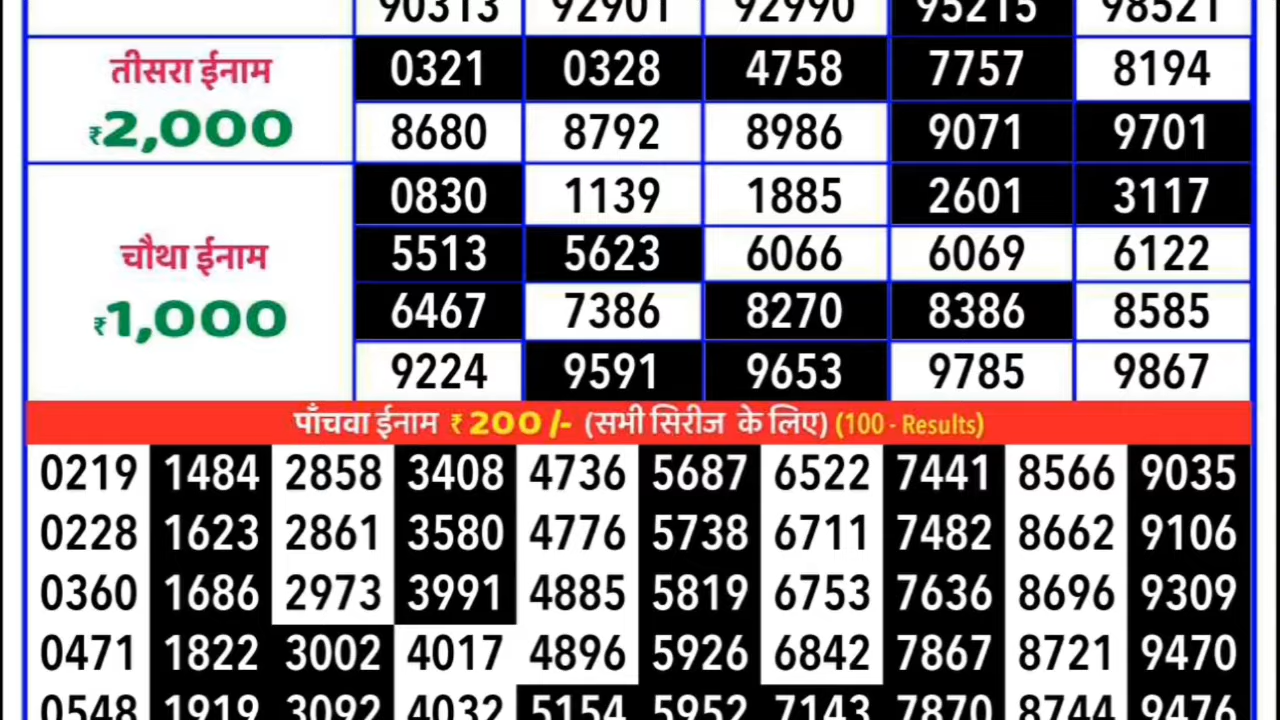 90313 92901 92990 95215 98521
तीसरा ईनाम
₹2,000
0321 0328 4758 7757 8194
8680 8792 8986 9071 9701
चौथा ईनाम
₹1,000
0830 1139 1885 2601 3117
5513 5623 6066 6069 6122
6467 7386 8270 8386 8585
9224 9591 9653 9785 9867
पाँचवा ईनाम ₹200/- (सभी सिरीज के लिए) (100 - Results)
0219 1484 2858 3408 4736 5687 6522 7441 8566 9035
0228 1623 2861 3580 4776 5738 6711 7482 8662 9106
0360 1686 2973 3991 4885 5819 6753 7636 8696 9309
0471 1822 3002 4017 4896 5926 6842 7867 8721 9470
0548 1919 3092 4032 5154 5952 7143 7870 8744 9476